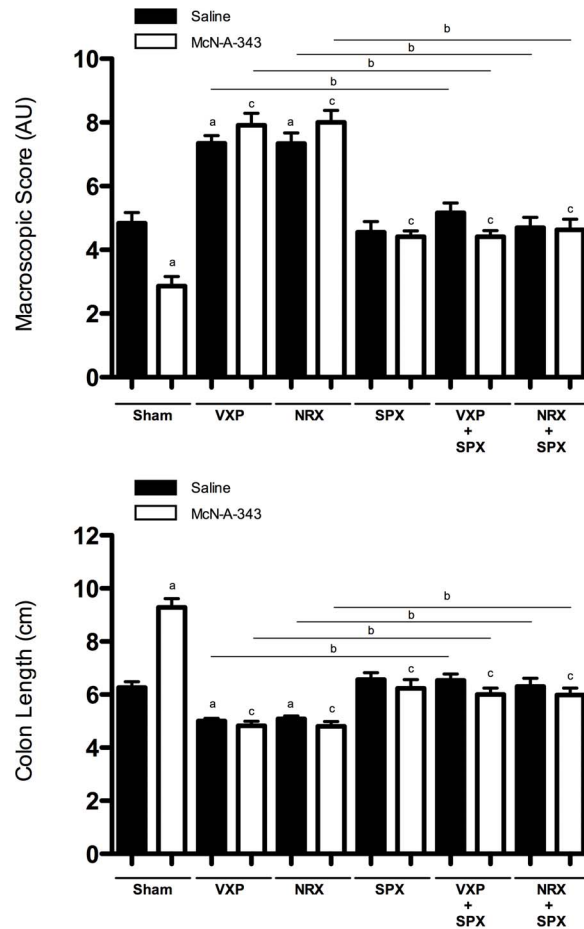 Saline
McN-A-343
Macroscopic Score (AU)
10
8
6
4
2
0
b
b
b
b
a
a
c
a
c
c
c
c
Sham
VXP
NRX
SPX
VXP
+
SPX
NRX
+
SPX
Saline
McN-A-343
Colon Length (cm)
12
10
8
6
4
2
0
b
b
b
b
a
a
c
a
c
c
c
c
Sham
VXP
NRX
SPX
VXP
+
SPX
NRX
+
SPX